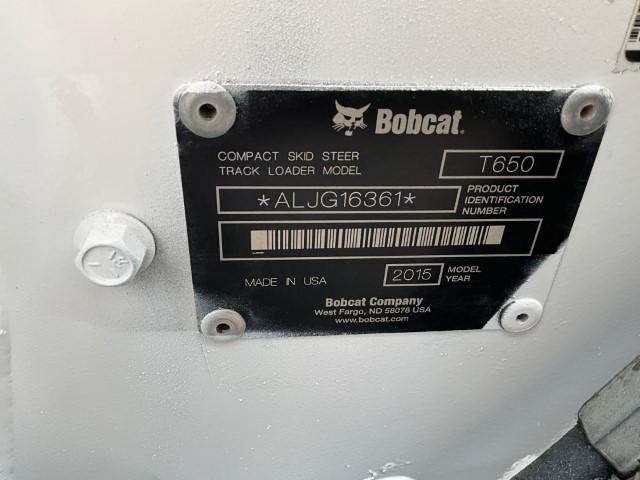 Bobcat.
COMPACT SKID STEER
TRACK LOADER MODEL
T650
*ALJG16361*
PRODUCT
IDENTIFICATION
NUMBER
MADE IN USA
2015
MODEL
YEAR
Bobcat Company
West Fargo, ND 58078 USA
www.bobcat.com